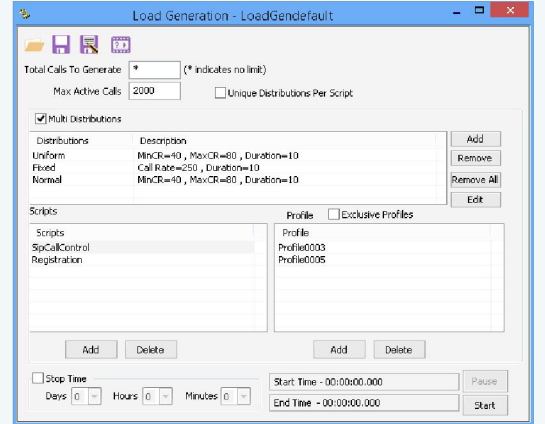 Load Generation - LoadGendefault
Total Calls To Generate * (* indicates no limit)
Max Active Calls 2000 Unique Distributions Per Script
Multi Distributions
Distributions Description
Uniform MinCR=40 , MaxCR=80 , Duration=10
Fixed Call Rate=250 , Duration=10
Normal MinCR=40 , MaxCR=80 , Duration=10
Add
Remove
Remove All
Edit
Scripts
Scripts
SipCallControl
Registration
Add Delete
Profile Exclusive Profiles
Profile
Profile0003
Profile0005
Add Delete
Stop Time
Days 0 Hours 0 Minutes 0
Start Time - 00:00:00.000
End Time - 00:00:00.000
Pause
Start